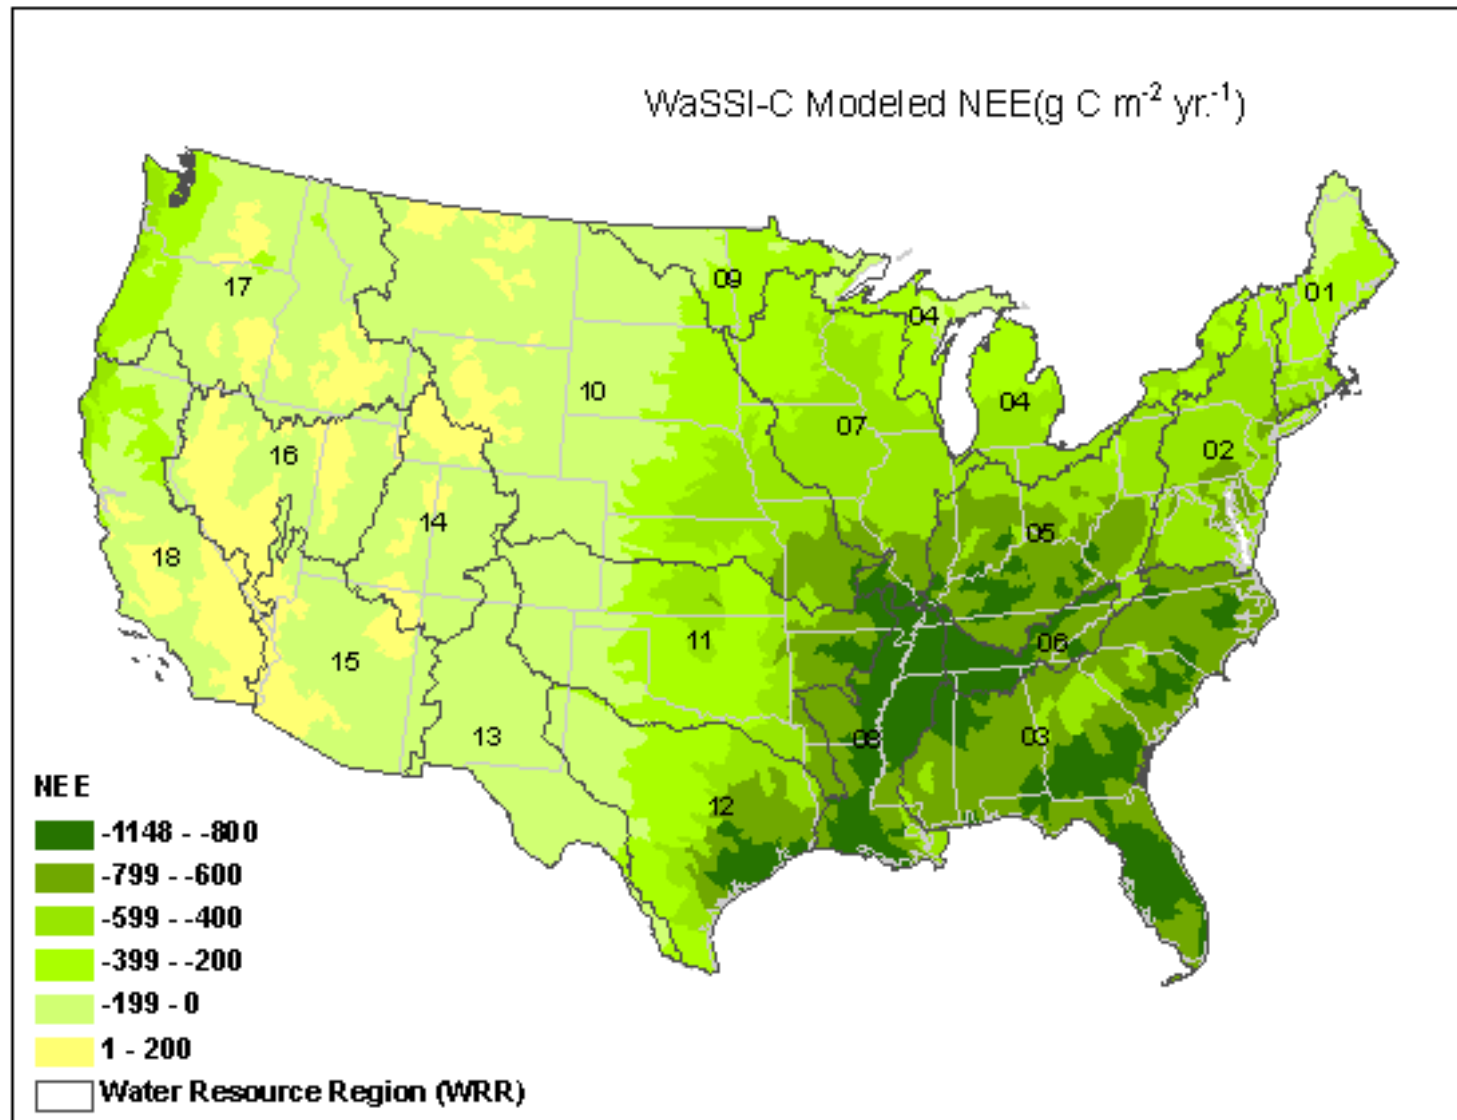 WaSSI-C Modeled NEE(g C m-2 yr.-1)
17
09
04
01
10
04
07
02
16
14
05
18
11
06
15
13
08
03
12
NEE
-1148 - -800
-799 - -600
-599 - -400
-399 - -200
-199 - 0
1 - 200
Water Resource Region (WRR)